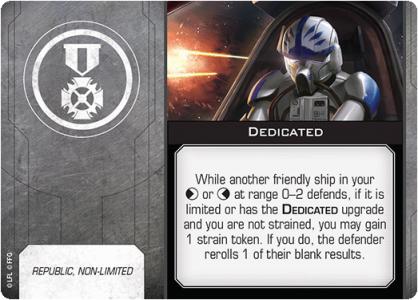 DEDICATED
While another friendly ship in your
or at range 0–2 defends, if it is
limited or has the DEDICATED upgrade
and you are not strained, you may gain
1 strain token. If you do, the defender
rerolls 1 of their blank results.
REPUBLIC, NON-LIMITED
© LFL © FFG